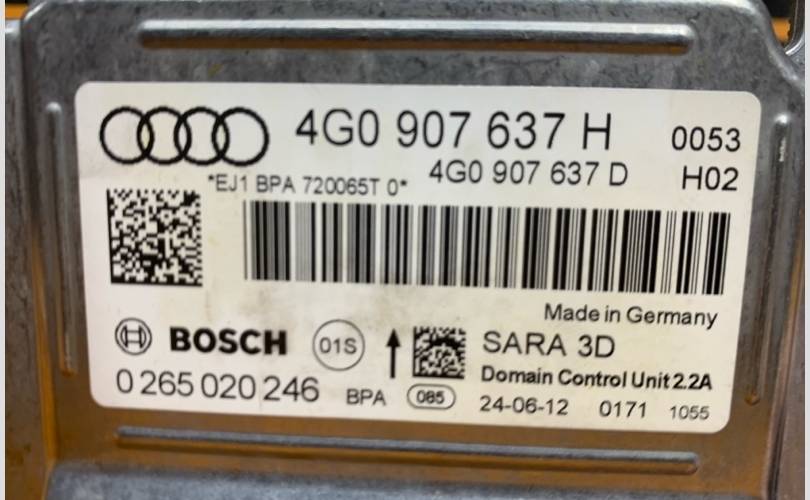 4G0 907 637 H 0053
*EJ1 BPA 720065T 0* 4G0 907 637 D H02
Made in Germany
BOSCH 01S SARA 3D
Domain Control Unit 2.2A
0 265 020 246 BPA 085 24-06-12 0171 1055